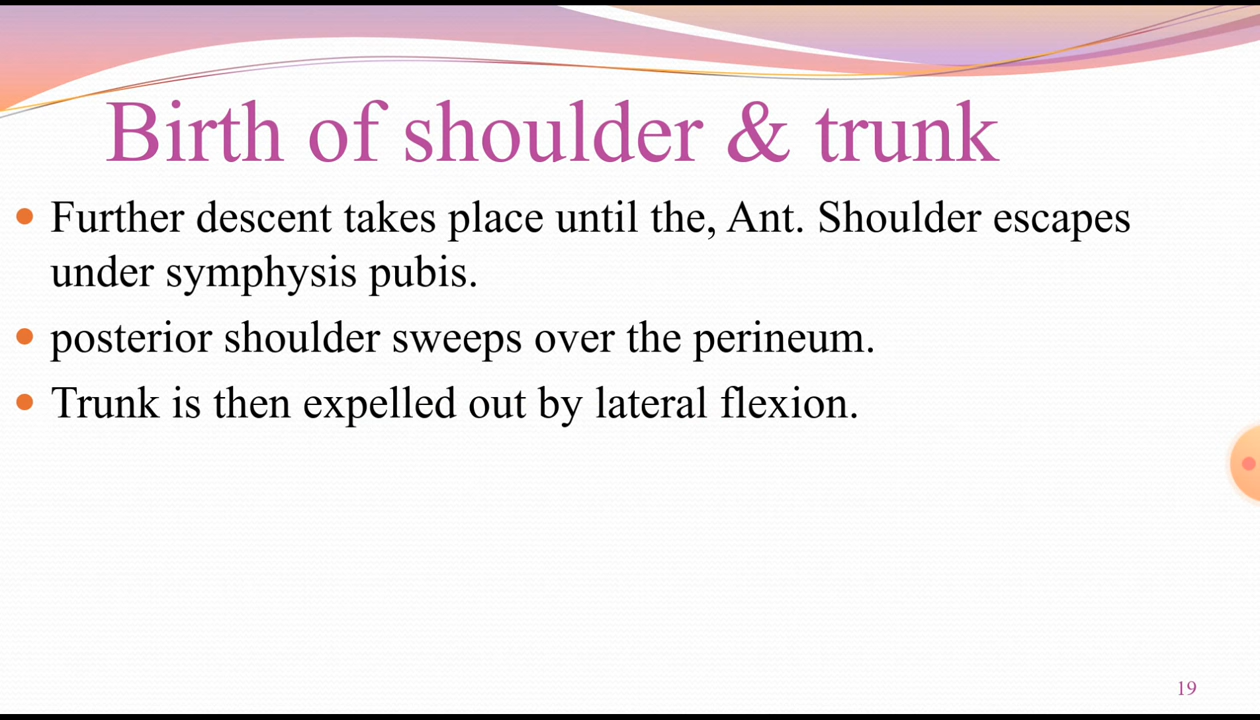 Birth of shoulder & trunk
• Further descent takes place until the, Ant. Shoulder escapes
under symphysis pubis.
• posterior shoulder sweeps over the perineum.
• Trunk is then expelled out by lateral flexion.
19